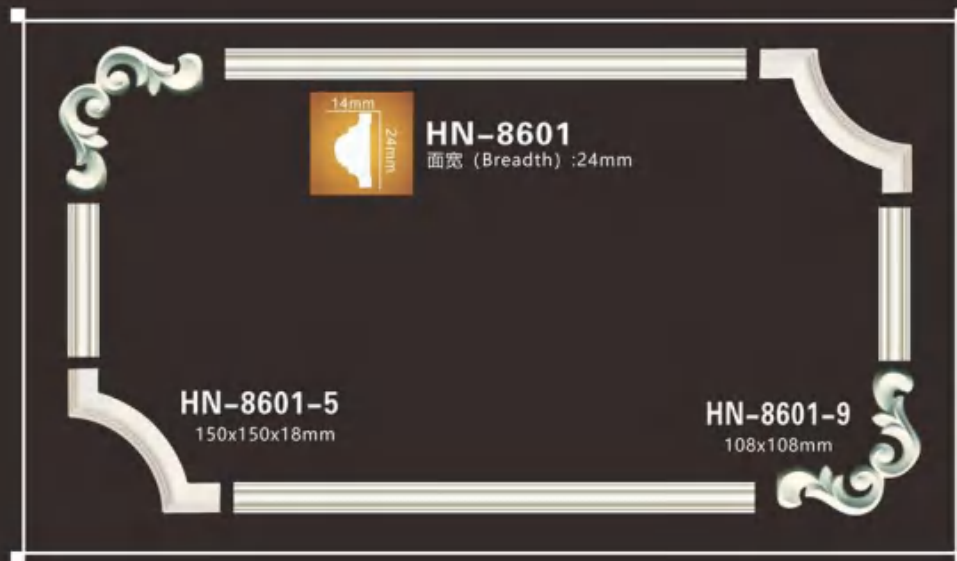 14mm
24mm
HN-8601
面宽 (Breadth) :24mm
HN-8601-5
150x150x18mm
HN-8601-9
108x108mm